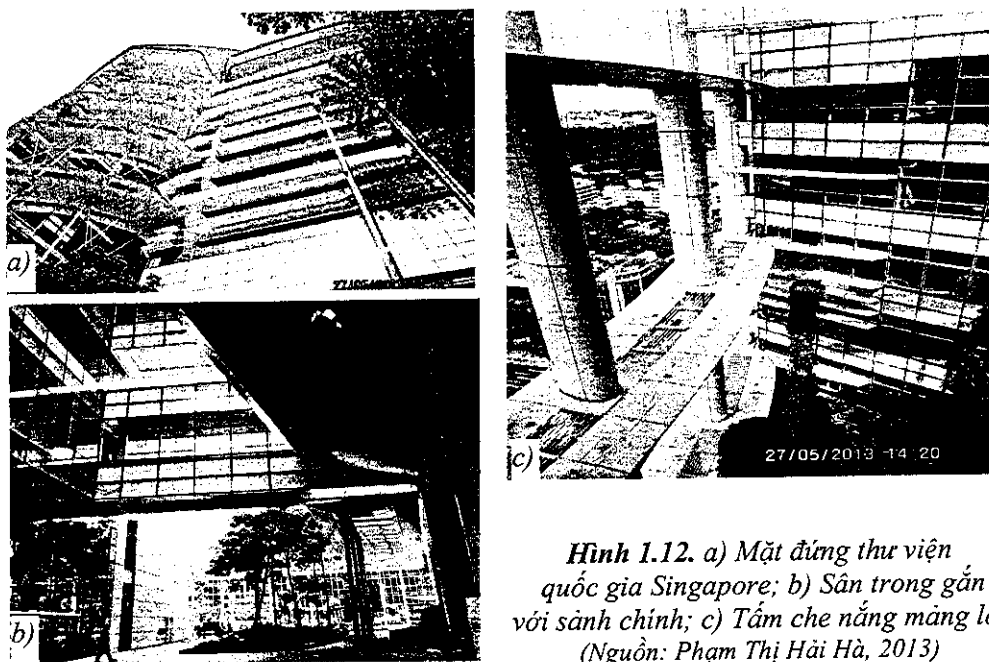 a)
b)
c)
27/05/2013 14:20
Hình 1.12. a) Mặt đứng thư viện
quốc gia Singapore; b) Sân trong gắn
với sảnh chính; c) Tấm che nắng mảng
(Nguồn: Phạm Thị Hải Hà, 2013)